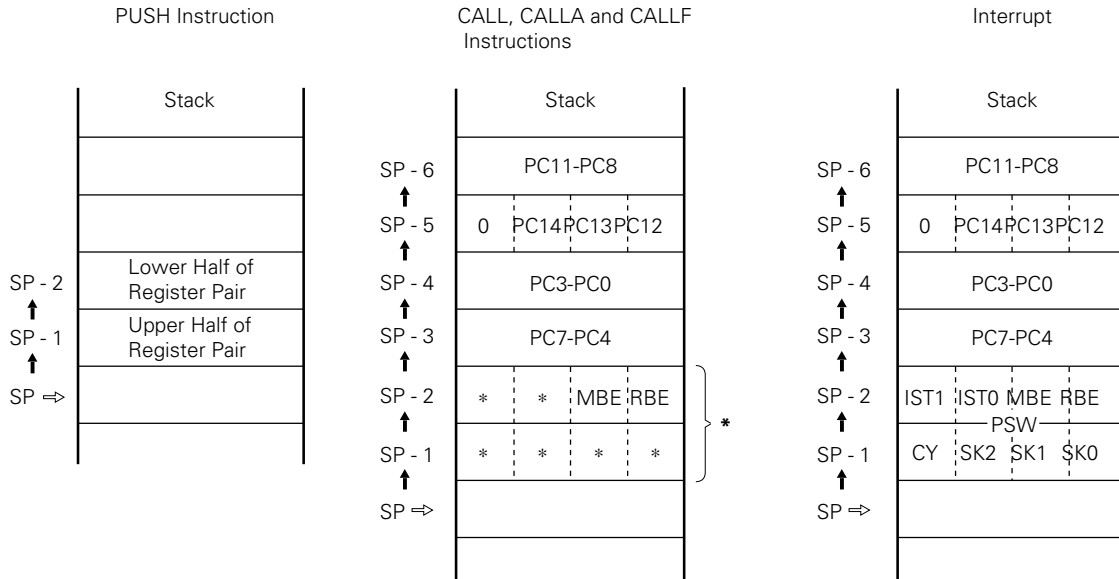 PUSH Instruction
Stack
Lower Half of
Register Pair
Upper Half of
Register Pair
SP - 2
SP - 1
SP ⇨
CALL, CALLA and CALLF
Instructions
Stack
SP - 6 PC11-PC8
SP - 5 0 PC14 PC13 PC12
SP - 4 PC3-PC0
SP - 3 PC7-PC4
SP - 2 * * MBE RBE
*
SP - 1 * * * *
SP ⇨
Interrupt
Stack
SP - 6 PC11-PC8
SP - 5 0 PC14 PC13 PC12
SP - 4 PC3-PC0
SP - 3 PC7-PC4
SP - 2 IST1 IST0 MBE RBE
PSW
SP - 1 CY SK2 SK1 SK0
SP ⇨